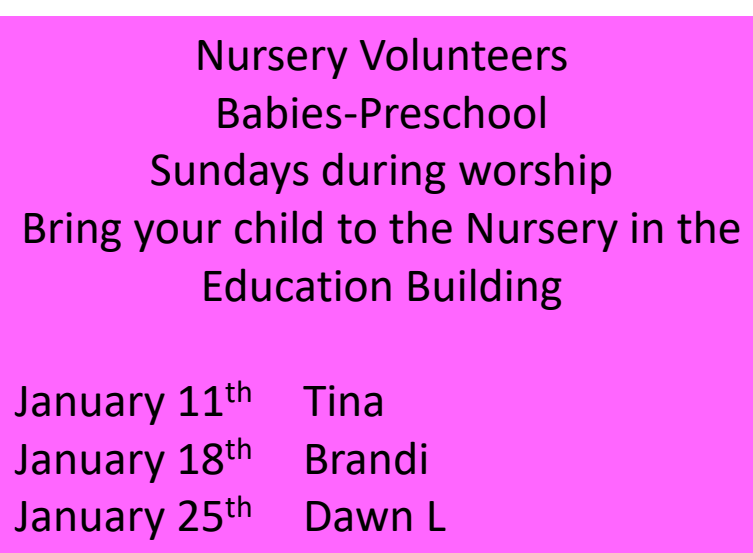 Nursery Volunteers
Babies-Preschool
Sundays during worship
Bring your child to the Nursery in the
Education Building
January 11th Tina
January 18th Brandi
January 25th Dawn L